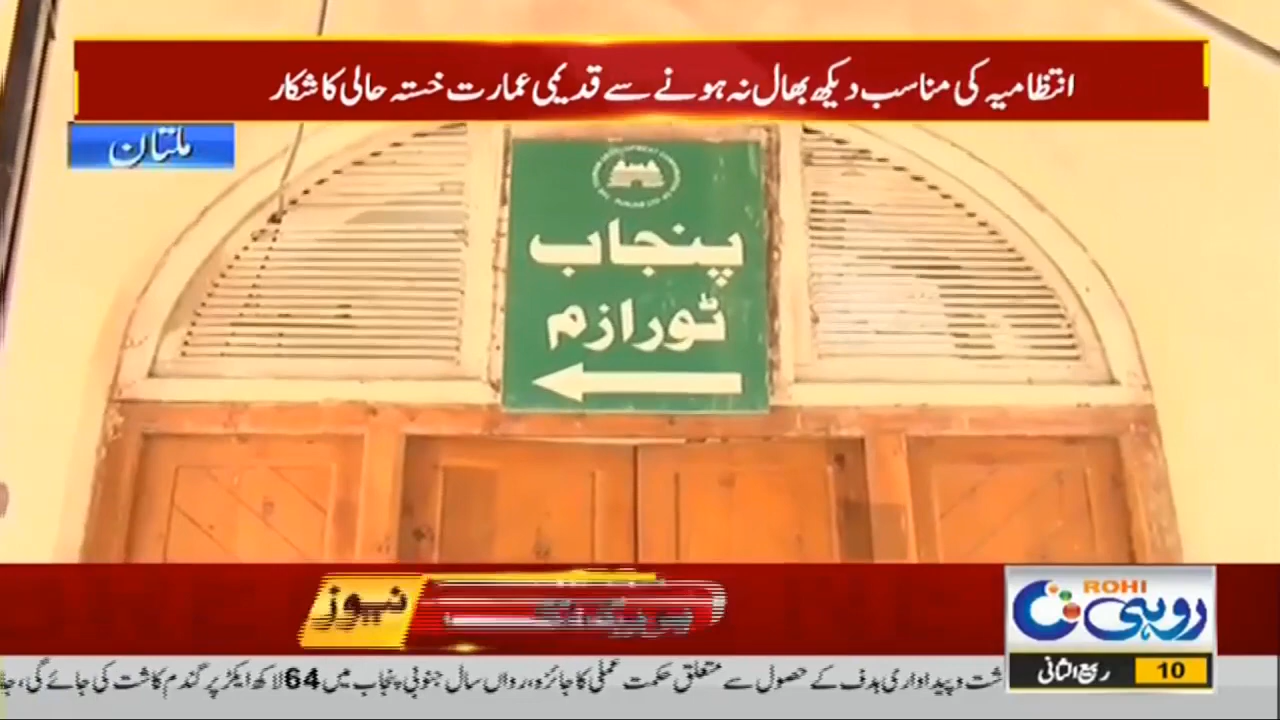 انتظامیہ کی مناسب دیکھ بھال نہ ہونے سے قدیمی عمارت خستہ حالی کا شکار
ملتان
پنجاب
ٹورازم
نیوز
ROHI
روہی
10 ربیع الثانی
شت و پیداواری ہدف کے حصول سے متعلق حکمت عملی کا جائزہ، رواں سال جنوبی پنجاب میں 64 لاکھ ایکڑ پر گندم کاشت کی جائے گی، جا